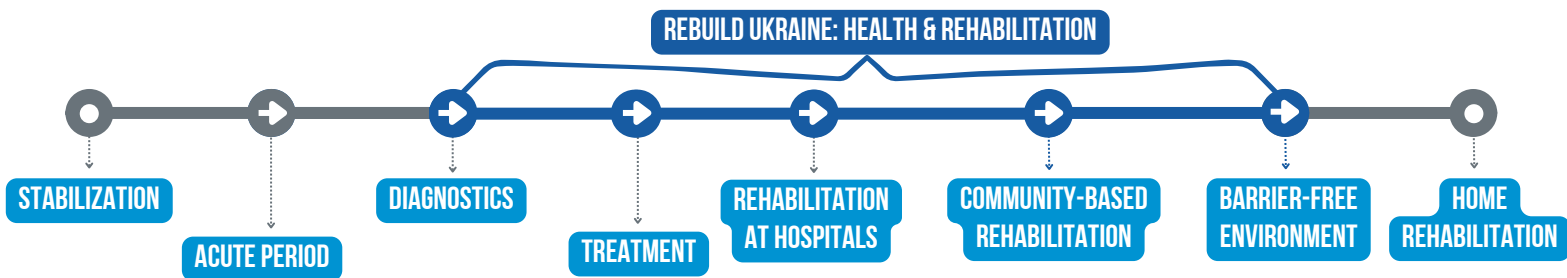 REBUILD UKRAINE: HEALTH & REHABILITATION
STABILIZATION
ACUTE PERIOD
DIAGNOSTICS
TREATMENT
REHABILITATION
AT HOSPITALS
COMMUNITY-BASED
REHABILITATION
BARRIER-FREE
ENVIRONMENT
HOME
REHABILITATION